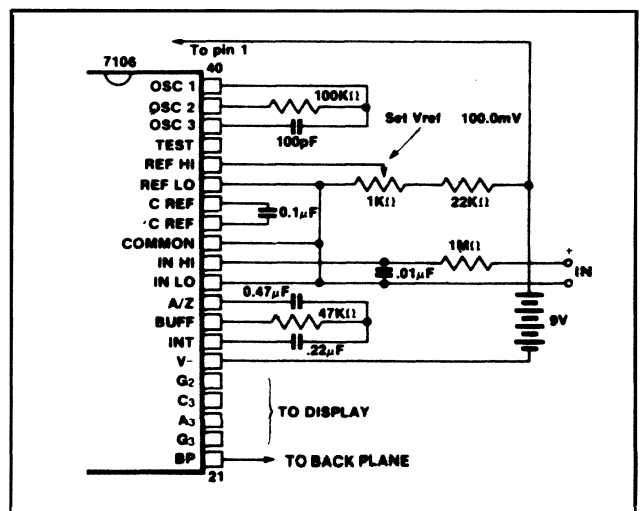 To pin 1
7106
40
OSC 1
OSC 2
100KΩ
OSC 3
100pF
Set Vref 100.0mV
TEST
REF HI
REF LO
1KΩ
22KΩ
C REF
0.1μF
C REF
COMMON
1MΩ
IN HI
.01μF
+
IN
IN LO
-
0.47μF
A/Z
BUFF
47KΩ
9V
INT
.22μF
V-
G2
C3
TO DISPLAY
A3
G3
BP
TO BACK PLANE
21